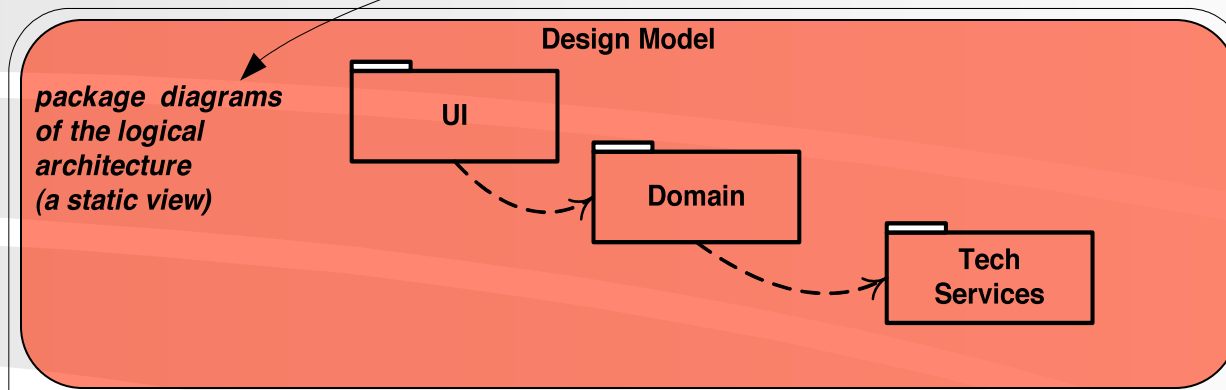 Design Model
package diagrams
of the logical
architecture
(a static view)
UI
Domain
Tech
Services